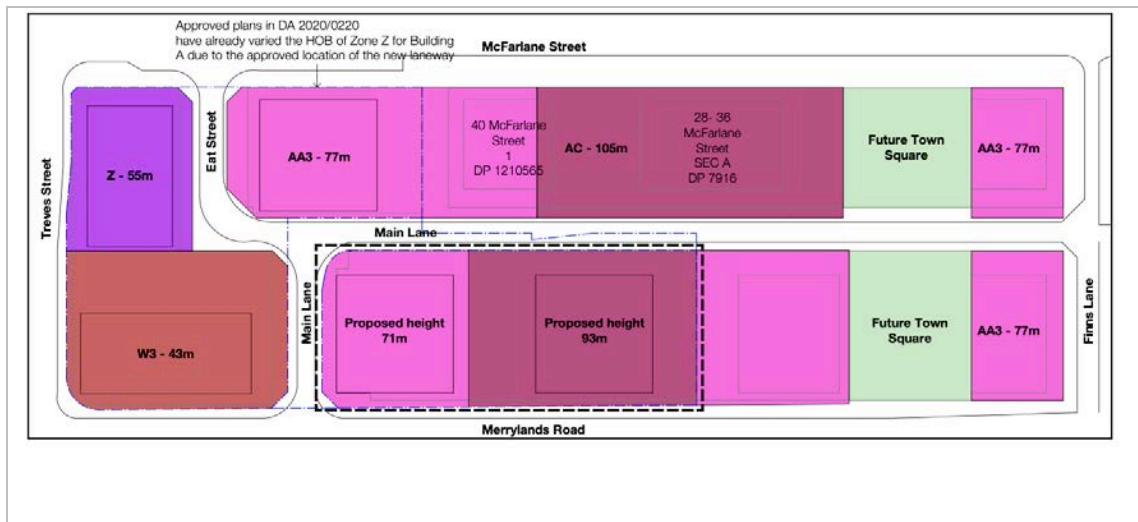 Approved plans in DA 2020/0220
have already varied the HOB of Zone Z for Building
A due to the approved location of the new laneway
McFarlane Street
Treves Street
Z - 55m
Eat Street
AA3 - 77m
40 McFarlane
Street
1
DP 1210565
AC - 105m
28- 36
McFarlane
Street
SEC A
DP 7916
Future Town
Square
AA3 - 77m
Main Lane
W3 - 43m
Main Lane
Proposed height
71m
Proposed height
93m
Future Town
Square
AA3 - 77m
Finns Lane
Merrylands Road